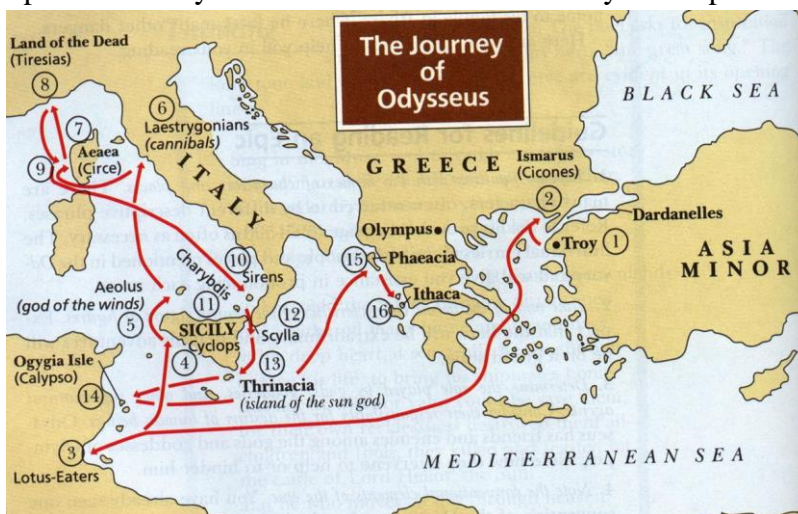 The Journey
of
Odysseus
Land of the Dead
(Tiresias)
8
7
Aeaea
(Circe)
9
6
Laestrygonians
(cannibals)
ITALY
GREECE
BLACK SEA
Ismarus
(Cicones)
2
Dardanelles
Troy 1
ASIA
MINOR
Olympus
15
Phaeacia
Ithaca
16
10
Sirens
Charybdis
11
Aeolus
(god of the winds)
5
12
Scylla
SICILY
Cyclops
4
13
Thrinacia
(island of the sun god)
Ogygia Isle
(Calypso)
14
3
Lotus-Eaters
MEDITERRANEAN SEA